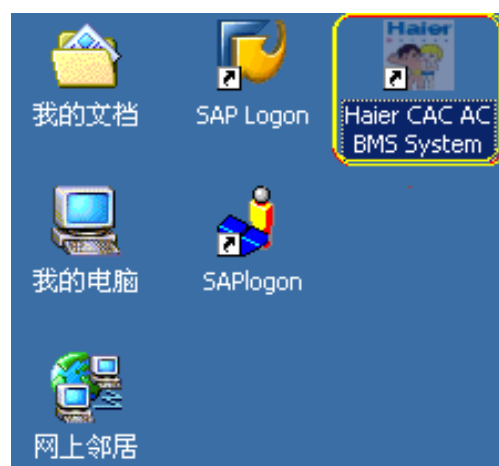 我的文档
SAP Logon
Haier
Haier CAC AC
BMS System
我的电脑
SAPlogon
网上邻居